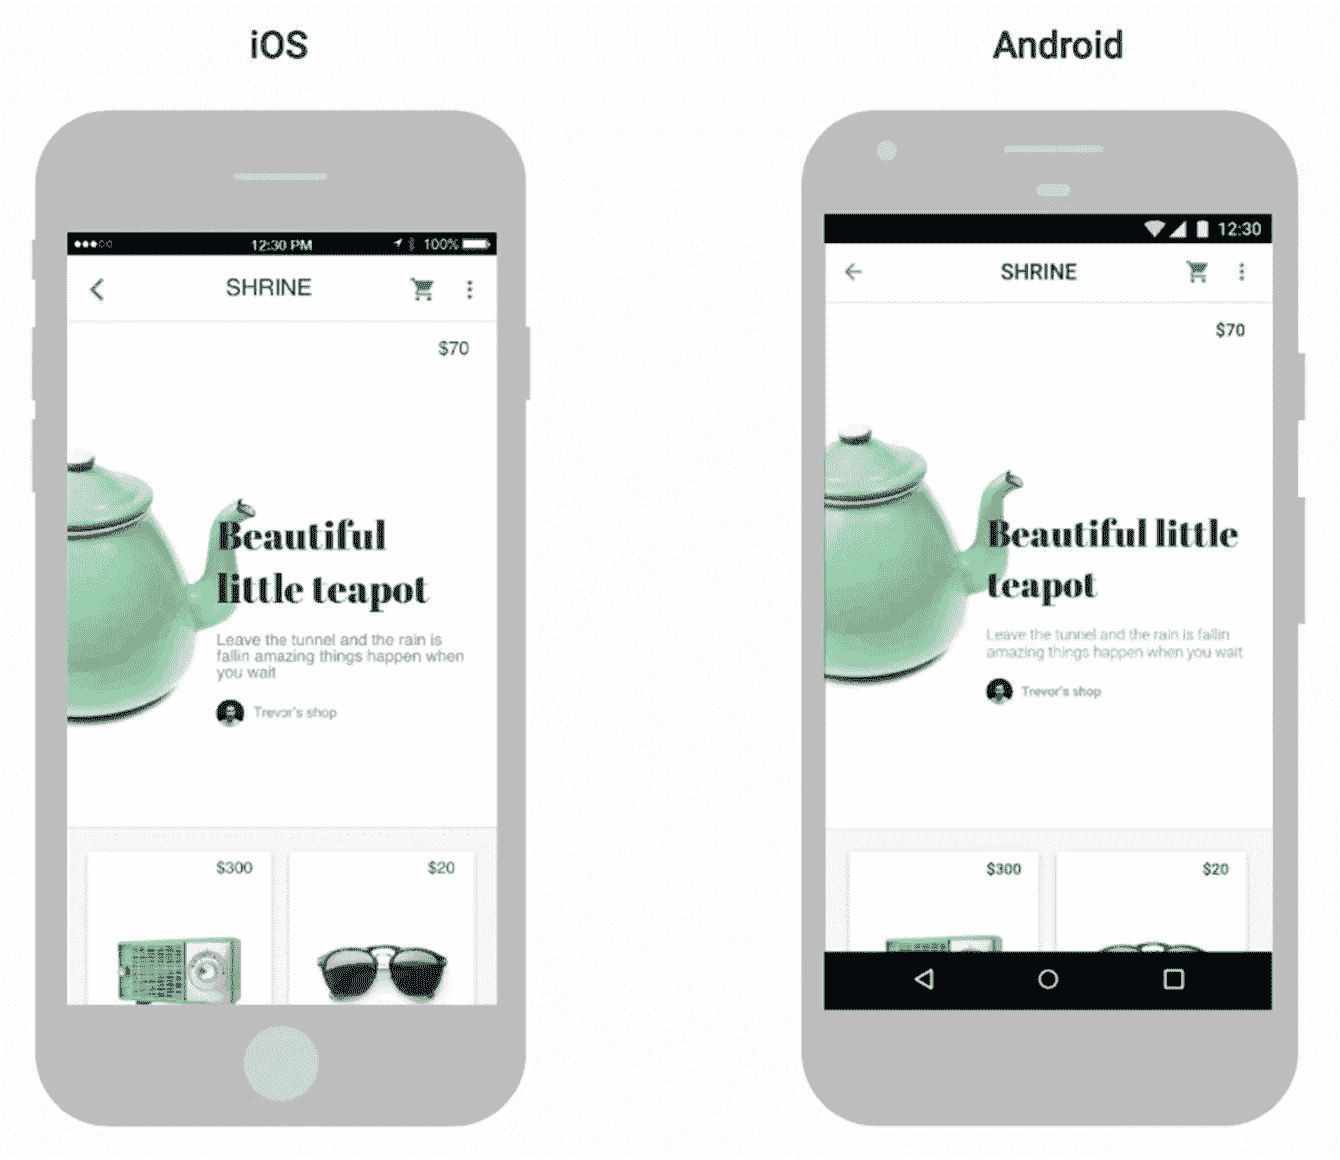 iOS
12:30 PM
100%
SHRINE
$70
Beautiful
little teapot
Leave the tunnel and the rain is
fallin amazing things happen when
you wait
Trevor's shop
$300
$20
Android
12:30
SHRINE
$70
Beautiful little
teapot
Leave the tunnel and the rain is fallin
amazing things happen when you wait
Trevor's shop
$300
$20